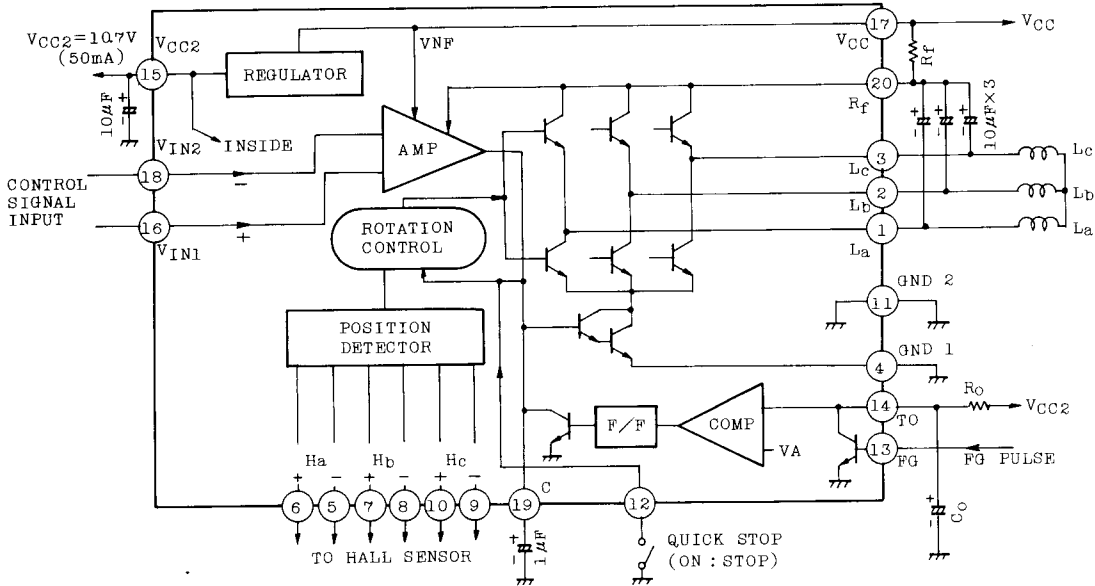 VCC2=10.7V
(50mA)
VCC2
15
10µF
+
-
REGULATOR
VNF
17
VCC
VCC
Rf
20
Rf
- + - + - +
10µF×3
VIN2
INSIDE
AMP
18
-
CONTROL
SIGNAL
INPUT
16
+
VIN1
ROTATION
CONTROL
3
Lc
Lc
2
Lb
Lb
1
La
La
GND 2
11
POSITION
DETECTOR
GND 1
4
RO
VCC2
14
TO
F/F
COMP
VA
13
FG
FG PULSE
Ha
Hb
Hc
+ - + - + -
C
6
5
7
8
10
9
19
12
+
-
CO
TO HALL SENSOR
- +
1µF
QUICK STOP
(ON : STOP)